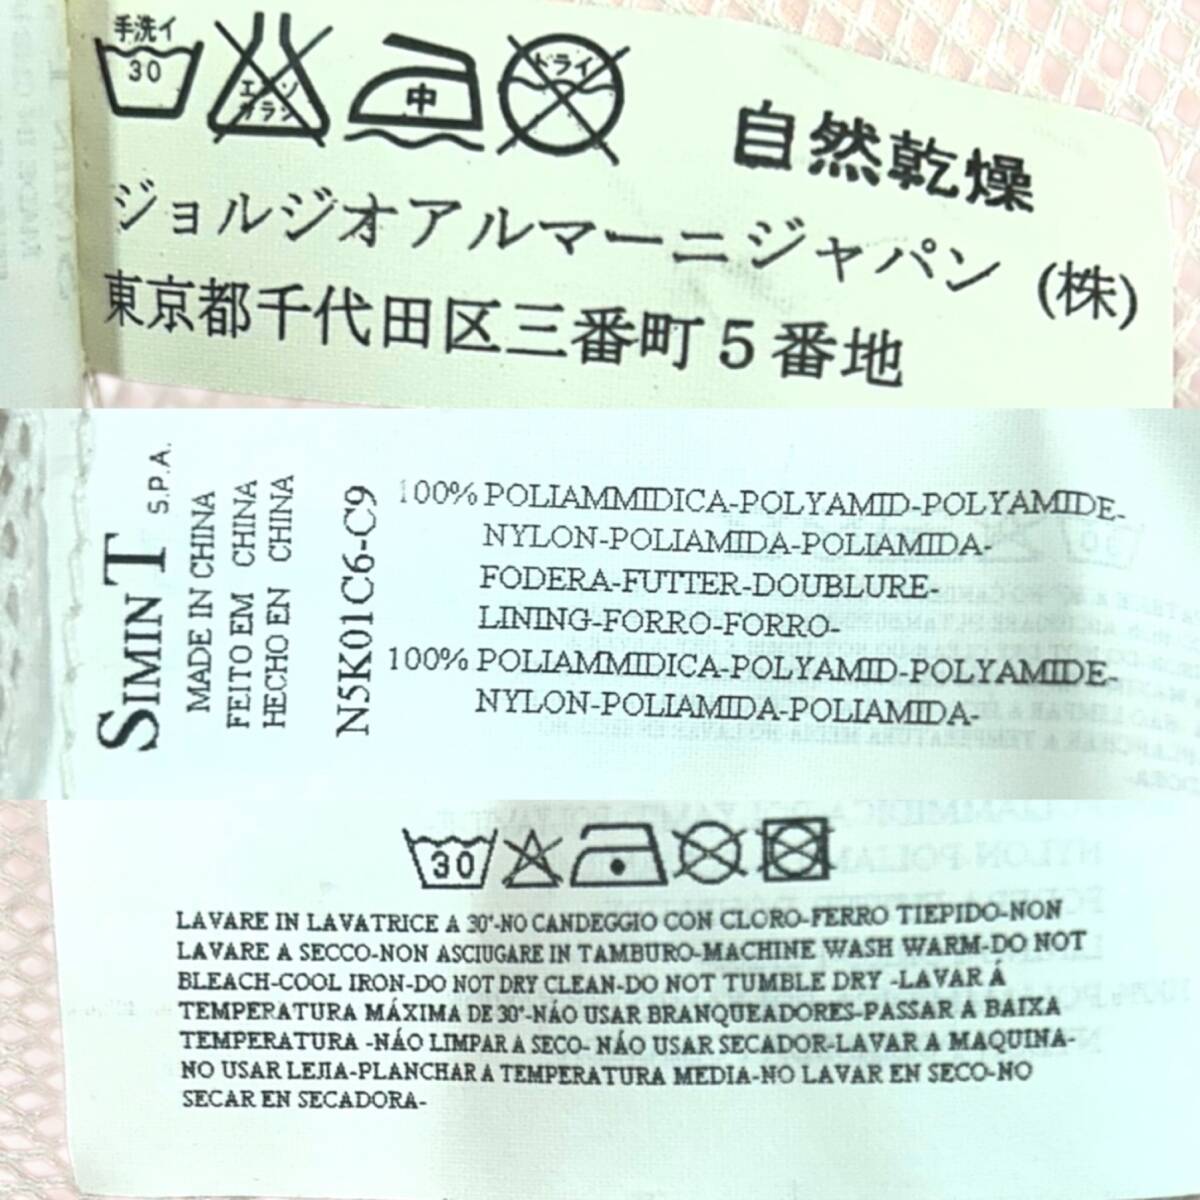 手洗イ
30
エンソ
サラシ
中
ドライ
自然乾燥
ジョルジオアルマーニジャパン (株)
東京都千代田区三番町5番地
SIMINT S.P.A.
MADE IN CHINA
FEITO EM CHINA
HECHO EN CHINA
N5K01C6-C9
100% POLIAMMIDICA-POLYAMID-POLYAMIDE-
NYLON-POLIAMIDA-POLIAMIDA-
FODERA-FUTTER-DOUBLURE-
LINING-FORRO-FORRO-
100% POLIAMMIDICA-POLYAMID-POLYAMIDE-
NYLON-POLIAMIDA-POLIAMIDA-
30
LAVARE IN LAVATRICE A 30°-NO CANDEGGIO CON CLORO-FERRO TIEPIDO-NON
LAVARE A SECCO-NON ASCIUGARE IN TAMBURO-MACHINE WASH WARM-DO NOT
BLEACH-COOL IRON-DO NOT DRY CLEAN-DO NOT TUMBLE DRY -LAVAR Á
TEMPERATURA MÁXIMA DE 30°-NÁO USAR BRANQUEADORES-PASSAR A BAIXA
TEMPERATURA -NÁO LIMPAR A SECO- NÁO USAR SECADOR-LAVAR A MAQUINA-
NO USAR LEJIA-PLANCHAR A TEMPERATURA MEDIA-NO LAVAR EN SECO-NO
SECAR EN SECADORA-